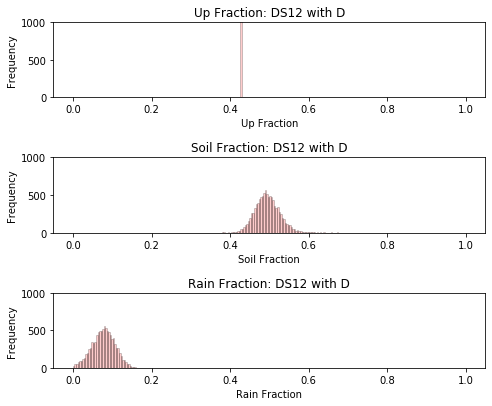 Up Fraction: DS12 with D
1000
500
0
Frequency
0.0 0.2 0.4 0.6 0.8 1.0
Up Fraction
Soil Fraction: DS12 with D
1000
500
0
Frequency
0.0 0.2 0.4 0.6 0.8 1.0
Soil Fraction
Rain Fraction: DS12 with D
1000
500
0
Frequency
0.0 0.2 0.4 0.6 0.8 1.0
Rain Fraction